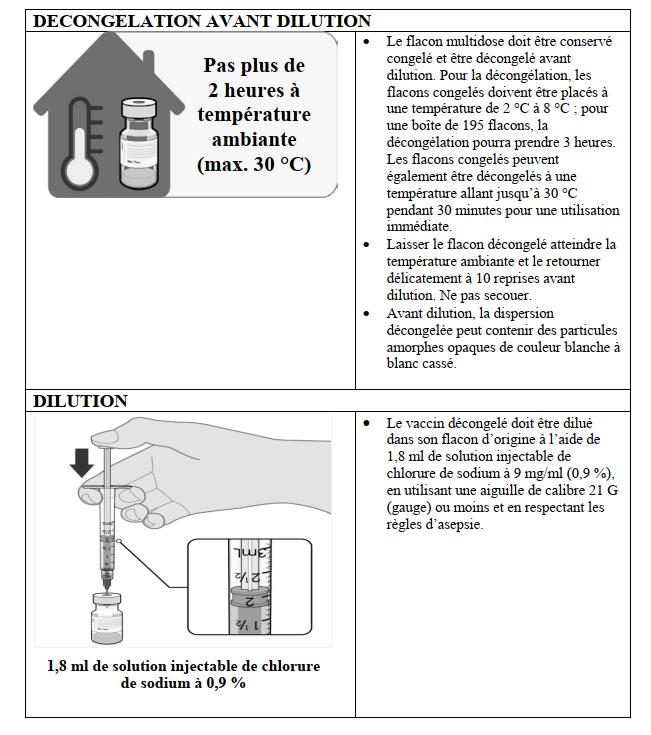 DECONGELATION AVANT DILUTION
Pas plus de
2 heures à
température
ambiante
(max. 30 °C)
• Le flacon multidose doit être conservé
congelé et être décongelé avant
dilution. Pour la décongélation, les
flacons congelés doivent être placés à
une température de 2 °C à 8 °C ; pour
une boîte de 195 flacons, la
décongélation pourra prendre 3 heures.
Les flacons congelés peuvent
également être décongelés à une
température allant jusqu’à 30 °C
pendant 30 minutes pour une utilisation
immédiate.
• Laisser le flacon décongelé atteindre la
température ambiante et le retourner
délicatement à 10 reprises avant
dilution. Ne pas secouer.
• Avant dilution, la dispersion
décongelée peut contenir des particules
amorphes opaques de couleur blanche à
blanc cassé.
DILUTION
3mL
2 1/2
2
1 1/2
1,8 ml de solution injectable de chlorure
de sodium à 0,9 %
• Le vaccin décongelé doit être dilué
dans son flacon d’origine à l’aide de
1,8 ml de solution injectable de
chlorure de sodium à 9 mg/ml (0,9 %),
en utilisant une aiguille de calibre 21 G
(gauge) ou moins et en respectant les
règles d’asepsie.